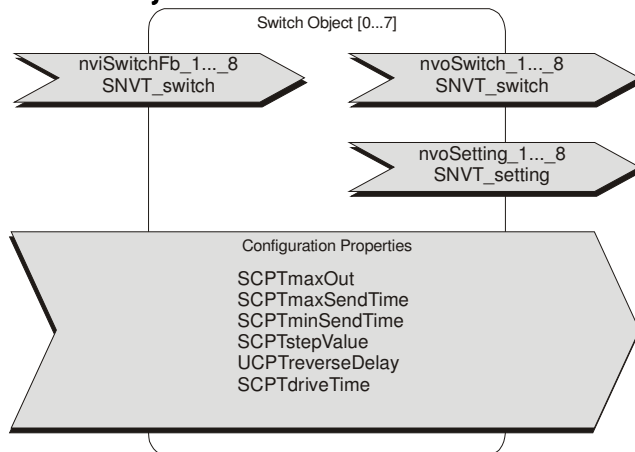 Switch Object [0...7]
nviSwitchFb_1..._8
SNVT_switch
nvoSwitch_1..._8
SNVT_switch
nvoSetting_1..._8
SNVT_setting
Configuration Properties
SCPTmaxOut
SCPTmaxSendTime
SCPTminSendTime
SCPTstepValue
UCPTreverseDelay
SCPTdriveTime